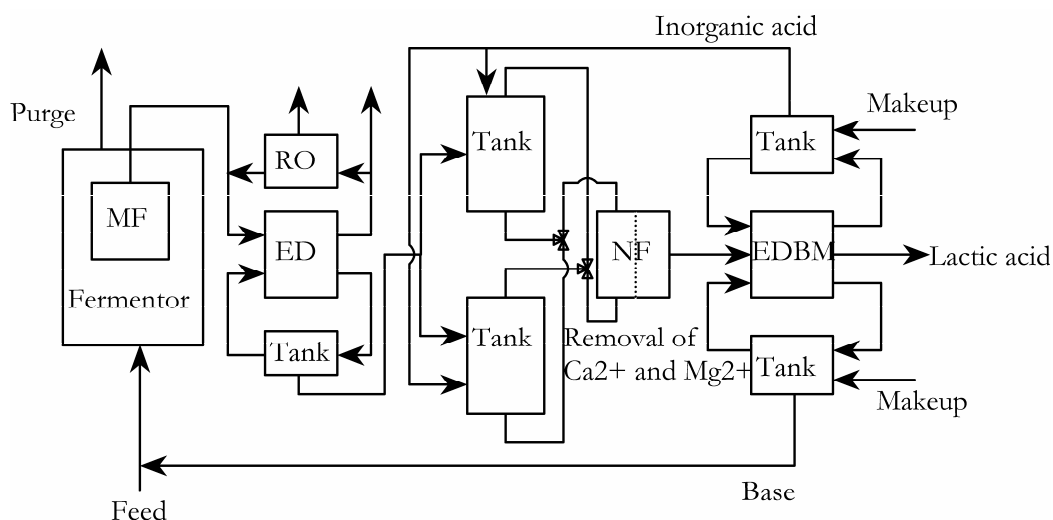 Inorganic acid
Purge
Makeup
RO
Tank
Tank
MF
ED
NF
EDBM
Lactic acid
Fermentor
Tank
Tank
Removal of
Ca2+ and Mg2+
Tank
Makeup
Base
Feed